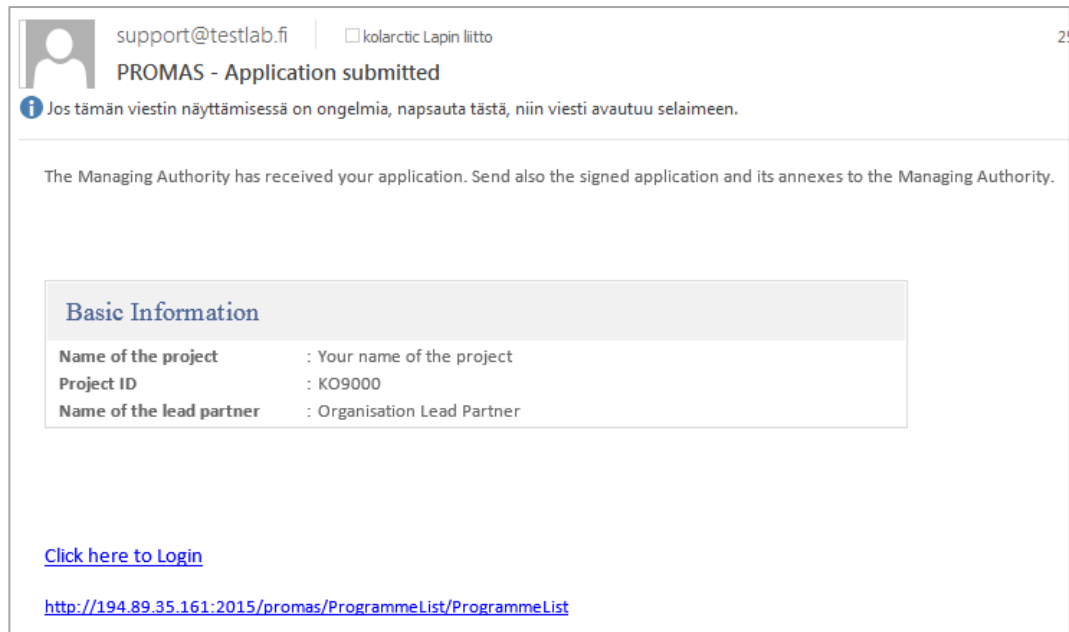 support@testlab.fi kolarctic Lapin liitto
PROMAS - Application submitted
Jos tämän viestin näyttämisessä on ongelmia, napsauta tästä, niin viesti avautuu selaimeen.
The Managing Authority has received your application. Send also the signed application and its annexes to the Managing Authority.
Basic Information
Name of the project : Your name of the project
Project ID : KO9000
Name of the lead partner : Organisation Lead Partner
Click here to Login
http://194.89.35.161:2015/promas/ProgrammeList/ProgrammeList